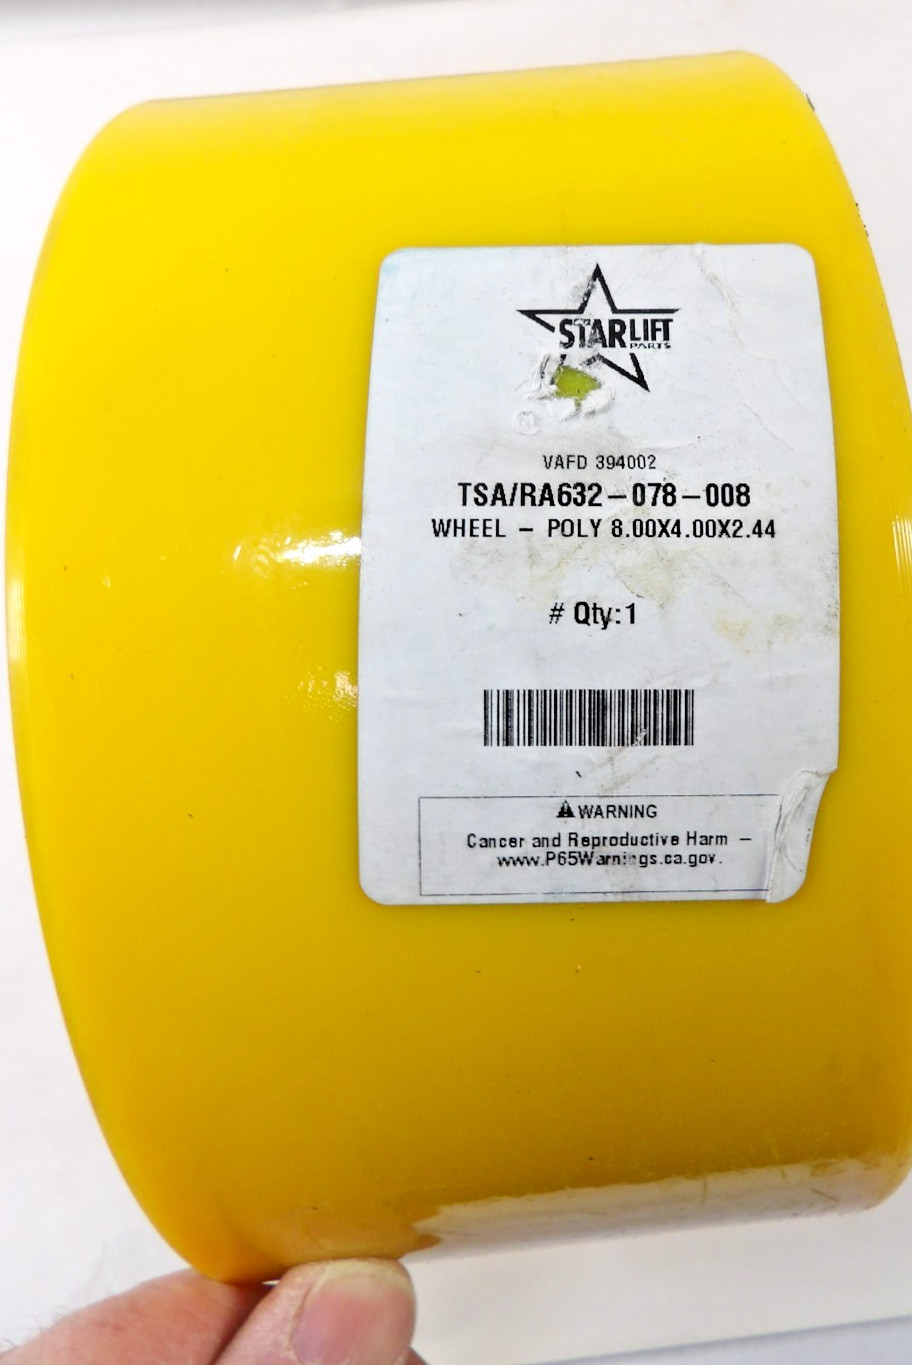 STARLIFT
PARTS
VAFD 394002
TSA/RA632-078-008
WHEEL - POLY 8.00X4.00X2.44
# Qty:1
⚠ WARNING
Cancer and Reproductive Harm -
www.P65Warnings.ca.gov.